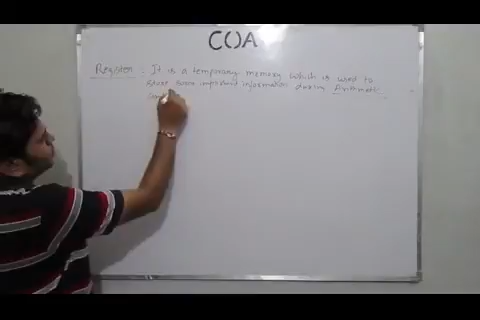 COA
Register : It is a temporary memory which is used to
store some important information during Arithmetic